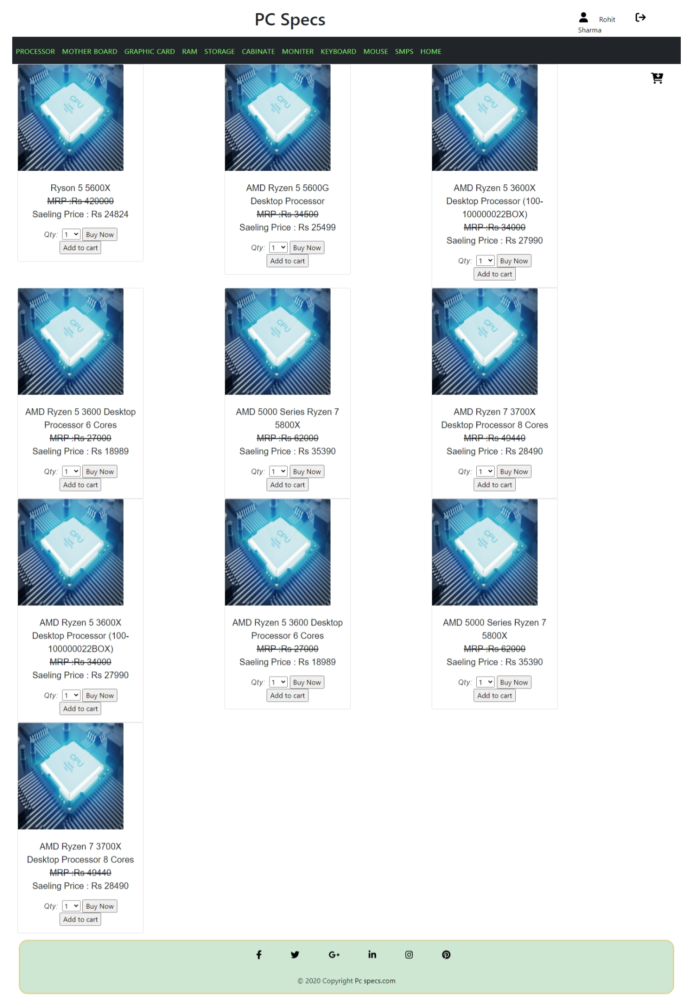 PC Specs
Rohit
Sharma
PROCESSOR MOTHER BOARD GRAPHIC CARD RAM STORAGE CABINATE MONITER KEYBOARD MOUSE SMPS HOME
CPU
Ryson 5 5600X
MRP :Rs 420000
Saeling Price : Rs 24824
Qty: 1 Buy Now
Add to cart
CPU
AMD Ryzen 5 5600G
Desktop Processor
MRP :Rs 34500
Saeling Price : Rs 25499
Qty: 1 Buy Now
Add to cart
CPU
AMD Ryzen 5 3600X
Desktop Processor (100-
100000022BOX)
MRP :Rs 34000
Saeling Price : Rs 27990
Qty: 1 Buy Now
Add to cart
CPU
AMD Ryzen 5 3600 Desktop
Processor 6 Cores
MRP :Rs 27000
Saeling Price : Rs 18989
Qty: 1 Buy Now
Add to cart
CPU
AMD 5000 Series Ryzen 7
5800X
MRP :Rs 62000
Saeling Price : Rs 35390
Qty: 1 Buy Now
Add to cart
CPU
AMD Ryzen 7 3700X
Desktop Processor 8 Cores
MRP :Rs 49440
Saeling Price : Rs 28490
Qty: 1 Buy Now
Add to cart
CPU
AMD Ryzen 5 3600X
Desktop Processor (100-
100000022BOX)
MRP :Rs 34000
Saeling Price : Rs 27990
Qty: 1 Buy Now
Add to cart
CPU
AMD Ryzen 5 3600 Desktop
Processor 6 Cores
MRP :Rs 27000
Saeling Price : Rs 18989
Qty: 1 Buy Now
Add to cart
CPU
AMD 5000 Series Ryzen 7
5800X
MRP :Rs 62000
Saeling Price : Rs 35390
Qty: 1 Buy Now
Add to cart
CPU
AMD Ryzen 7 3700X
Desktop Processor 8 Cores
MRP :Rs 49440
Saeling Price : Rs 28490
Qty: 1 Buy Now
Add to cart
© 2020 Copyright Pc specs.com